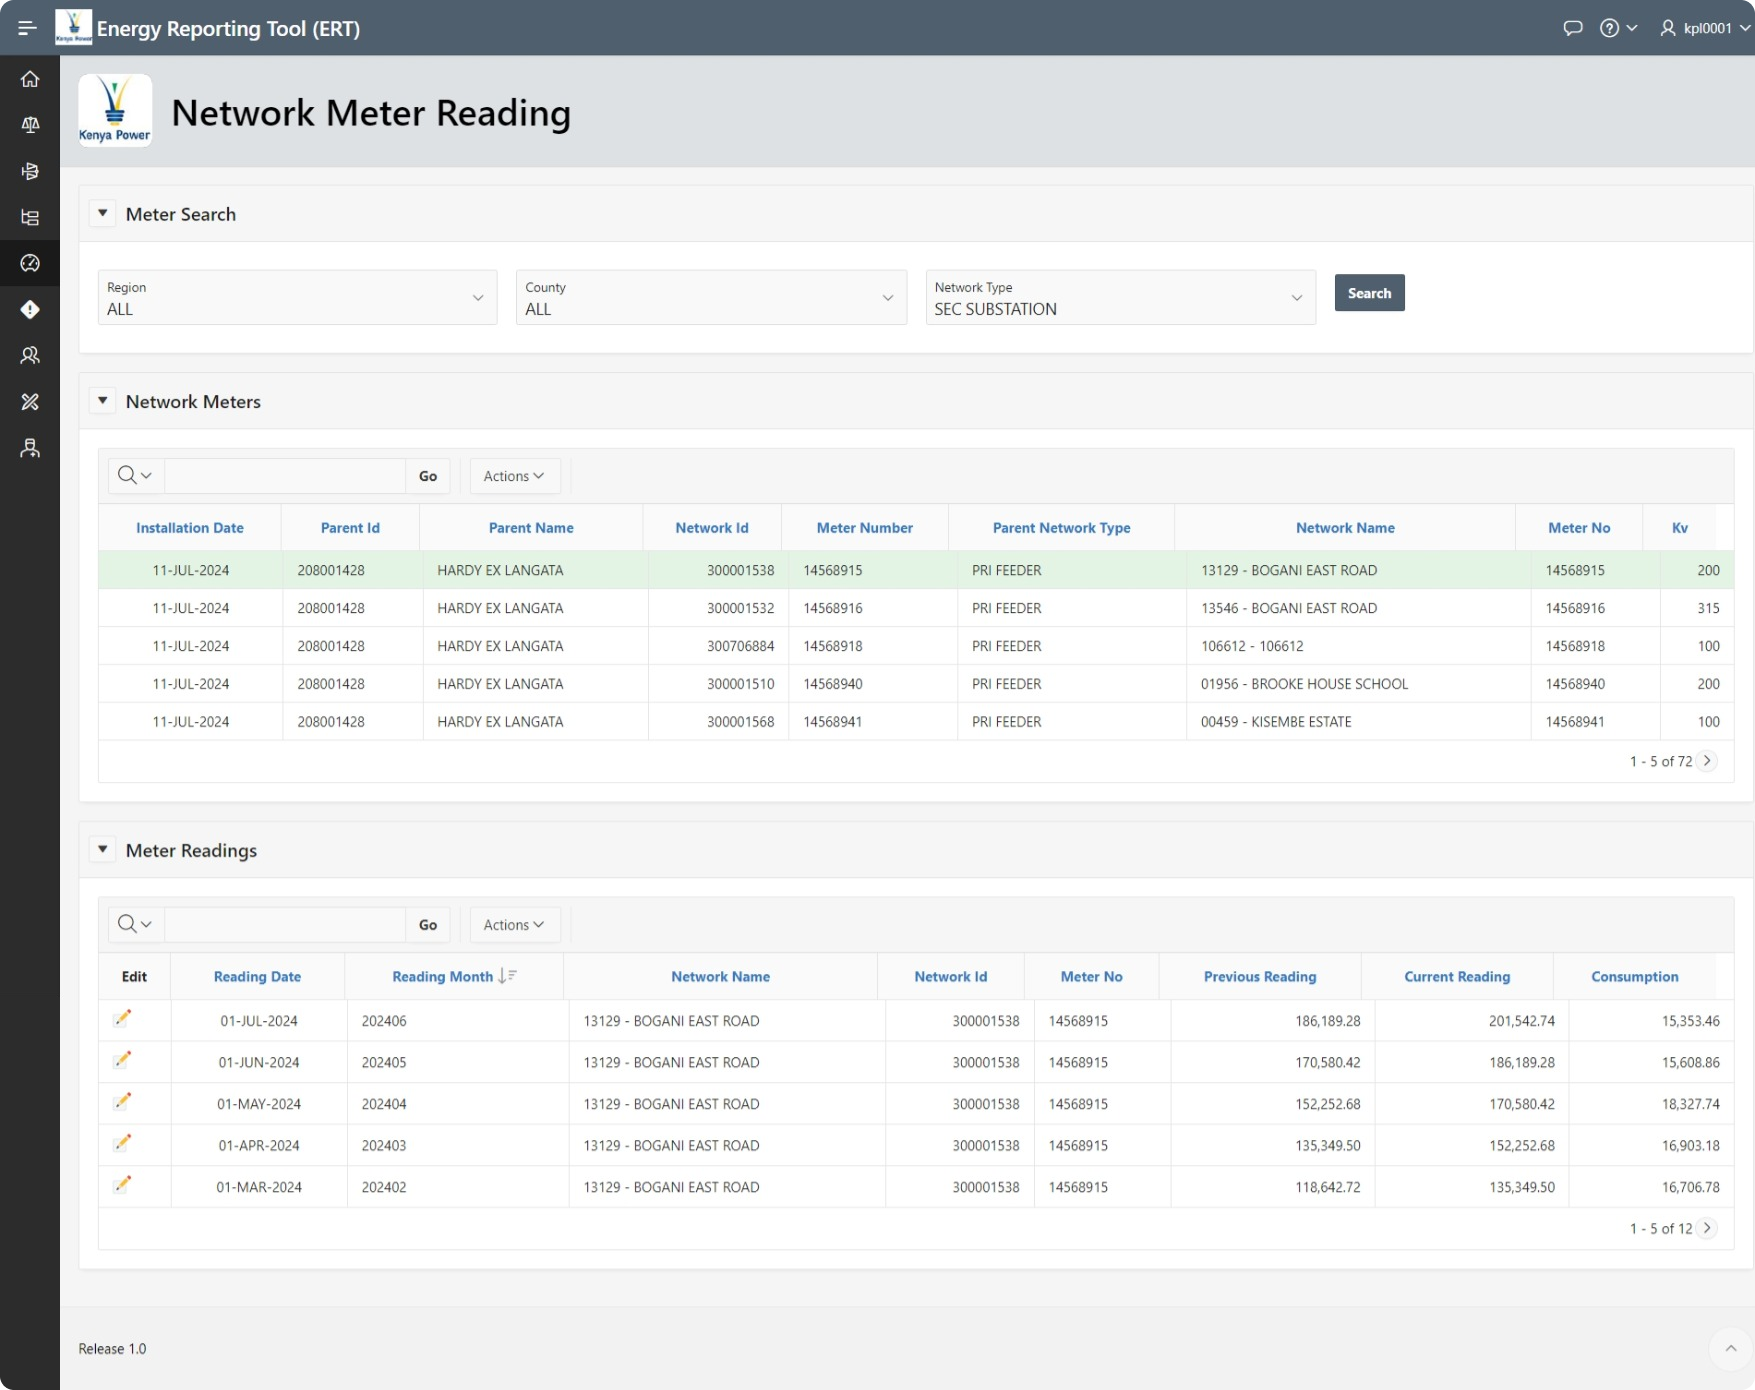 Kenya Power Energy Reporting Tool (ERT) kpl0001
Kenya Power Network Meter Reading
Meter Search
Region County Network Type
ALL ALL SEC SUBSTATION Search
Network Meters
Go Actions
Installation Date Parent Id Parent Name Network Id Meter Number Parent Network Type Network Name Meter No Kv
11-JUL-2024 208001428 HARDY EX LANGATA 300001538 14568915 PRI FEEDER 13129 - BOGANI EAST ROAD 14568915 200
11-JUL-2024 208001428 HARDY EX LANGATA 300001532 14568916 PRI FEEDER 13546 - BOGANI EAST ROAD 14568916 315
11-JUL-2024 208001428 HARDY EX LANGATA 300706884 14568918 PRI FEEDER 106612 - 106612 14568918 100
11-JUL-2024 208001428 HARDY EX LANGATA 300001510 14568940 PRI FEEDER 01956 - BROOKE HOUSE SCHOOL 14568940 200
11-JUL-2024 208001428 HARDY EX LANGATA 300001568 14568941 PRI FEEDER 00459 - KISEMBE ESTATE 14568941 100
1 - 5 of 72
Meter Readings
Go Actions
Edit Reading Date Reading Month Network Name Network Id Meter No Previous Reading Current Reading Consumption
01-JUL-2024 202406 13129 - BOGANI EAST ROAD 300001538 14568915 186,189.28 201,542.74 15,353.46
01-JUN-2024 202405 13129 - BOGANI EAST ROAD 300001538 14568915 170,580.42 186,189.28 15,608.86
01-MAY-2024 202404 13129 - BOGANI EAST ROAD 300001538 14568915 152,252.68 170,580.42 18,327.74
01-APR-2024 202403 13129 - BOGANI EAST ROAD 300001538 14568915 135,349.50 152,252.68 16,903.18
01-MAR-2024 202402 13129 - BOGANI EAST ROAD 300001538 14568915 118,642.72 135,349.50 16,706.78
1 - 5 of 12
Release 1.0